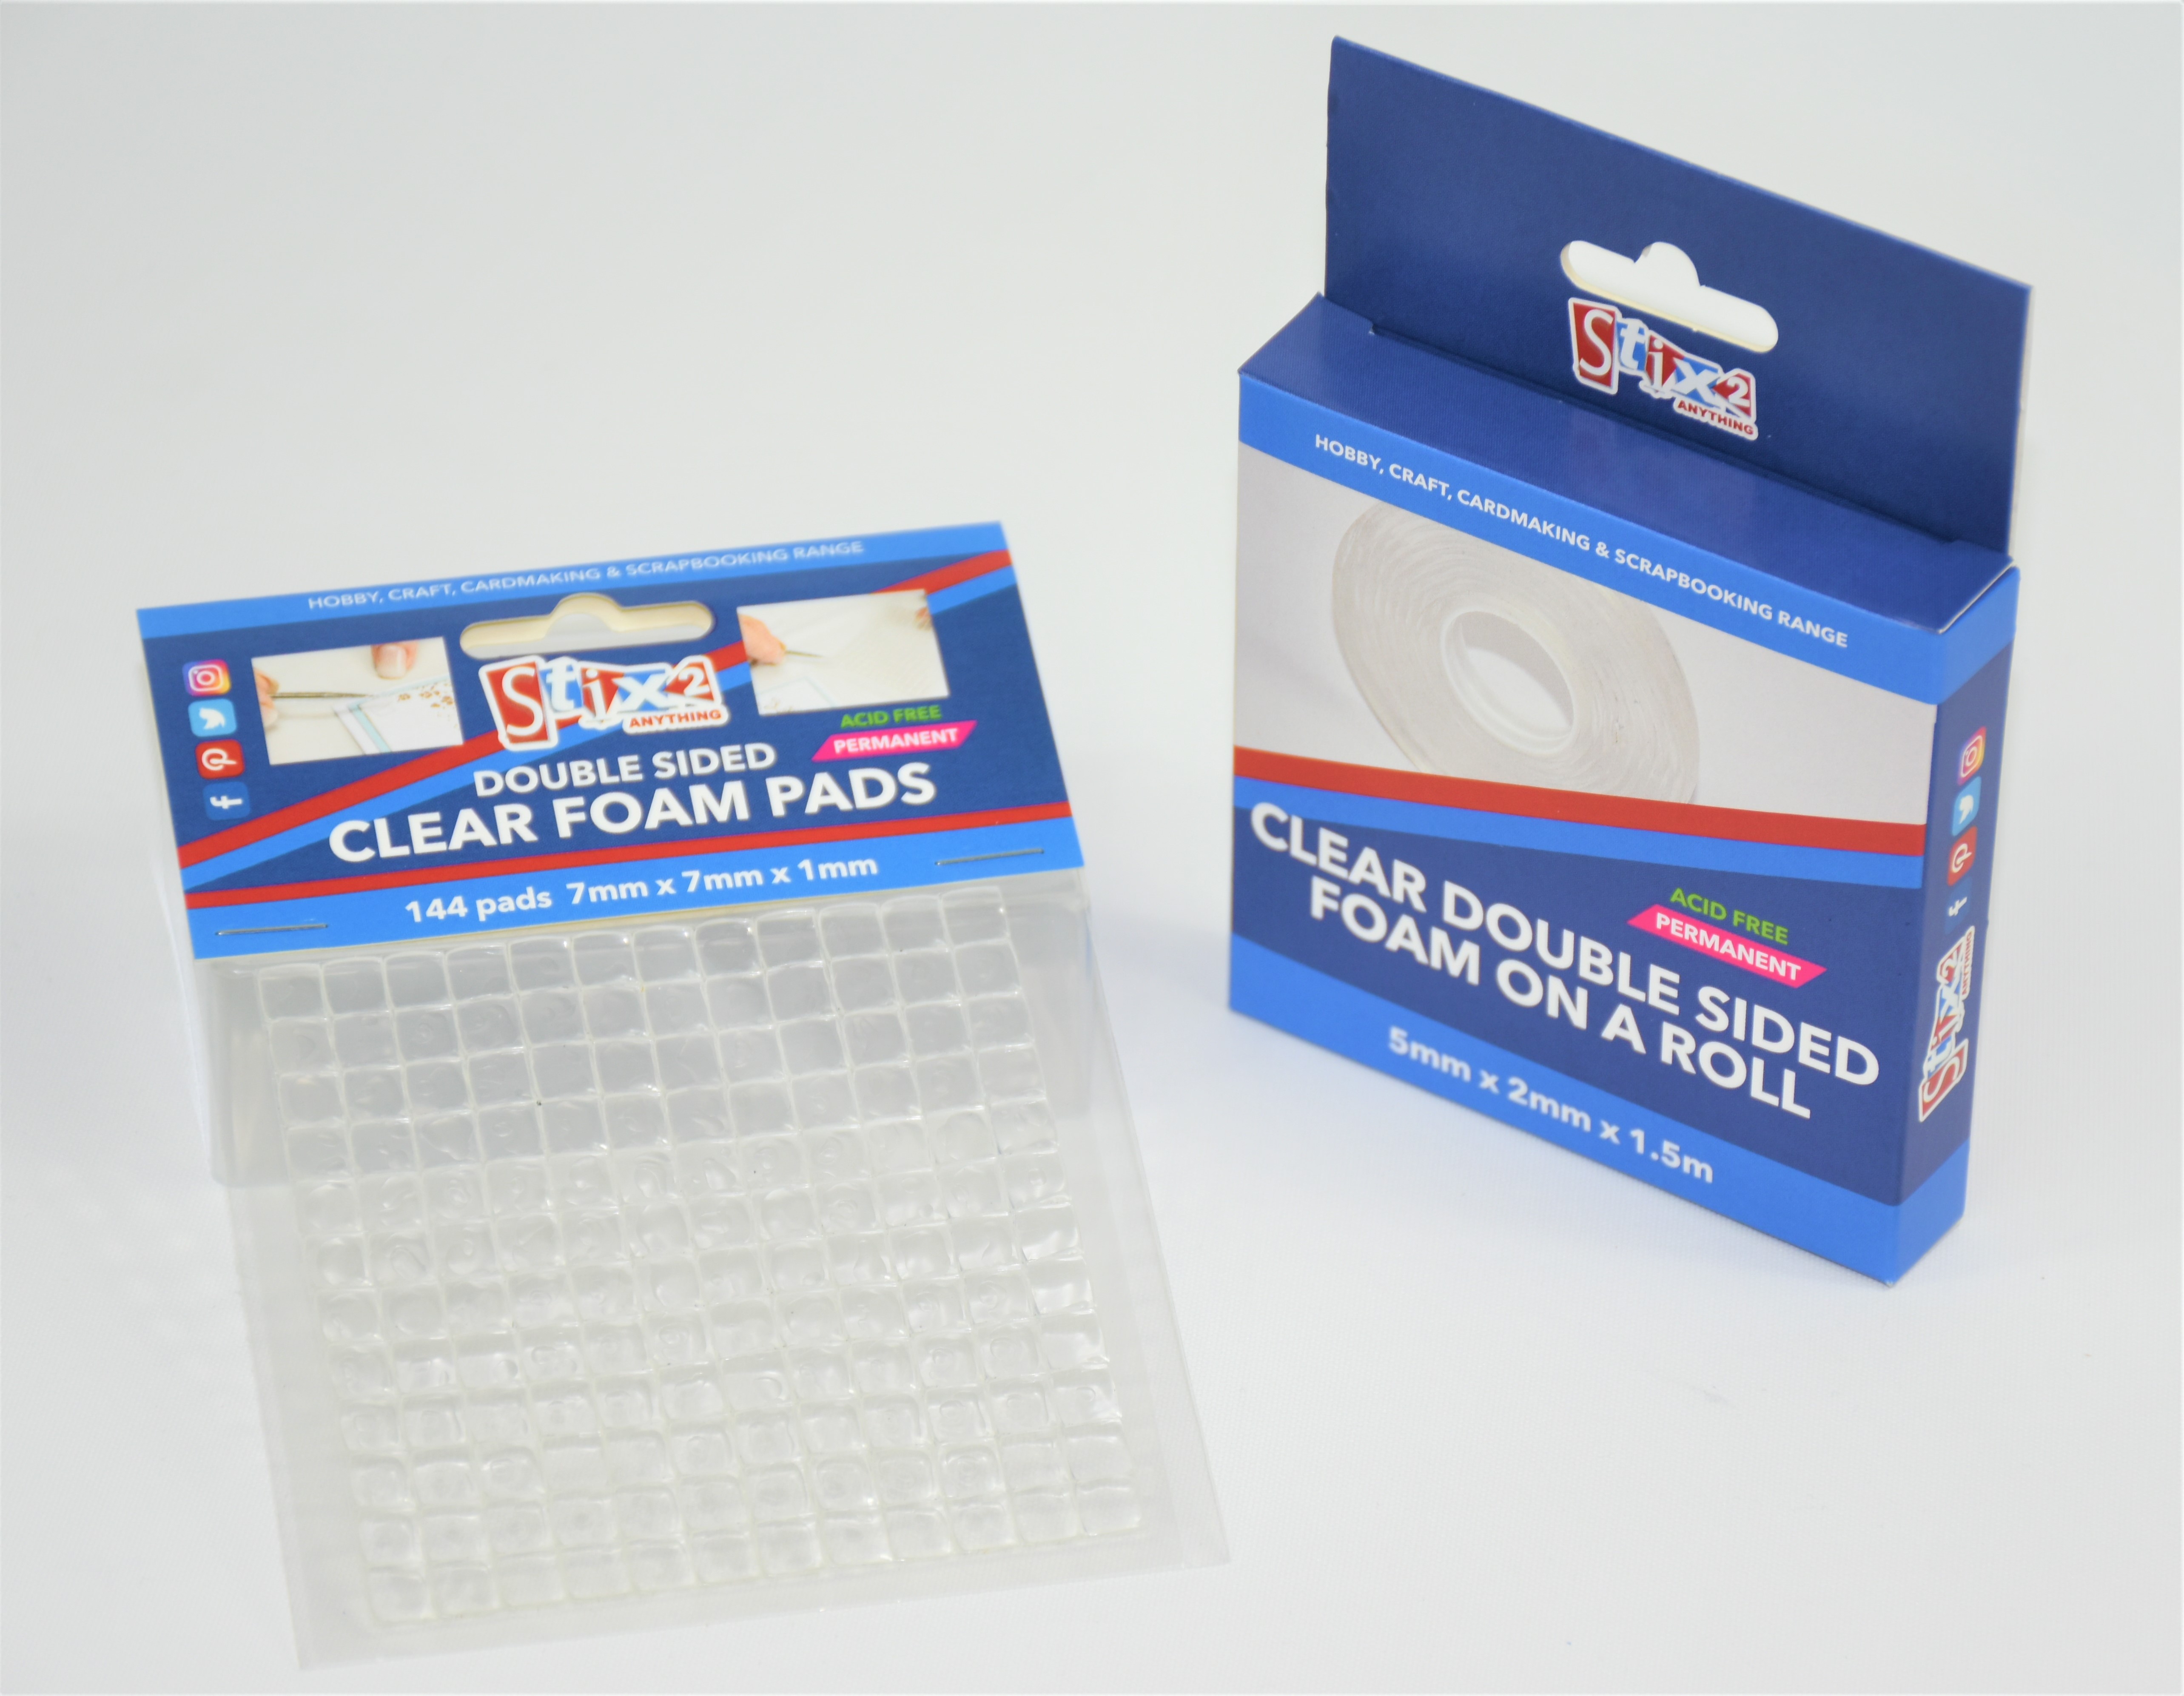 HOBBY, CRAFT, CARDMAKING & SCRAPBOOKING RANGE
Stix2
ANYTHING
ACID FREE
PERMANENT
DOUBLE SIDED
CLEAR FOAM PADS
144 pads 7mm x 7mm x 1mm
Stix2
ANYTHING
HOBBY, CRAFT, CARDMAKING & SCRAPBOOKING RANGE
ACID FREE
PERMANENT
CLEAR DOUBLE SIDED
FOAM ON A ROLL
5mm x 2mm x 1.5m
Stix2
ANYTHING